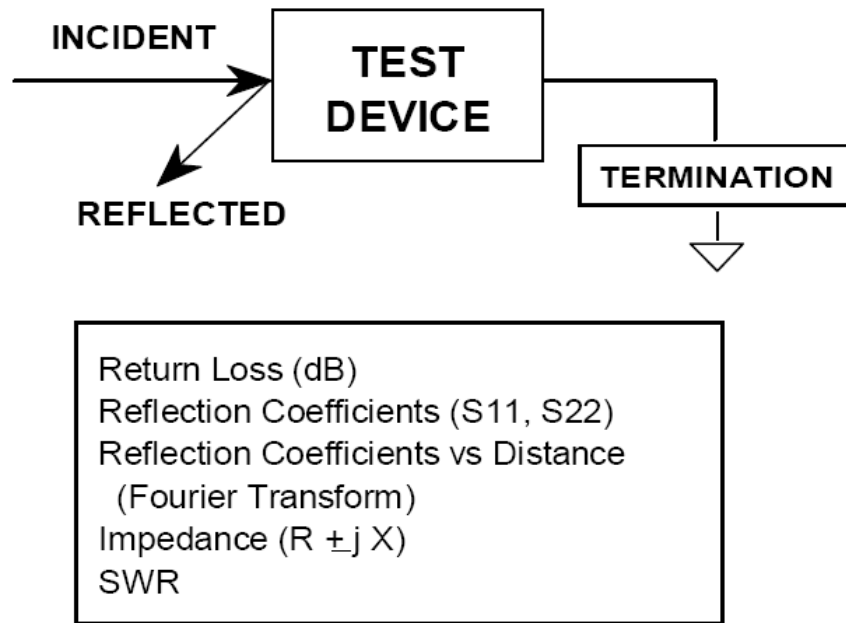 INCIDENT
TEST
DEVICE
REFLECTED
TERMINATION
Return Loss (dB)
Reflection Coefficients (S11, S22)
Reflection Coefficients vs Distance
(Fourier Transform)
Impedance (R ± j X)
SWR